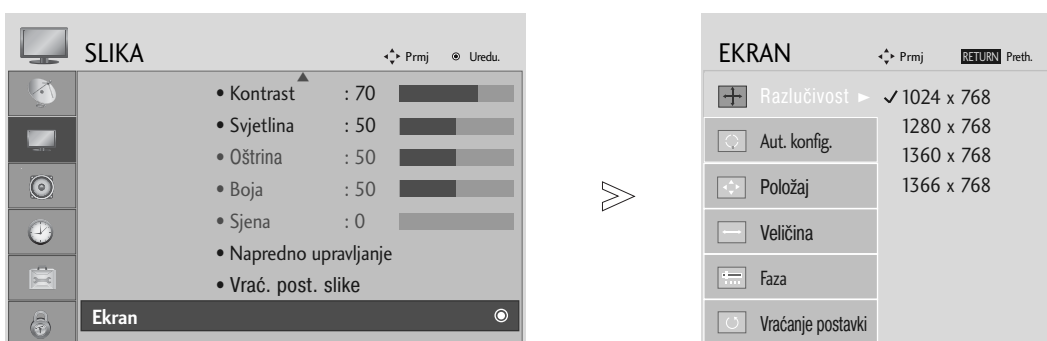 SLIKA Prmj Uredu.
• Kontrast : 70
• Svjetlina : 50
• Oštrina : 50
• Boja : 50
• Sjena : 0
• Napredno upravljanje
• Vrać. post. slike
Ekran
EKRAN Prmj RETURN Preth.
Razlučivost ► ✓ 1024 x 768
1280 x 768
Aut. konfig.
1360 x 768
Položaj
1366 x 768
Veličina
Faza
Vraćanje postavki